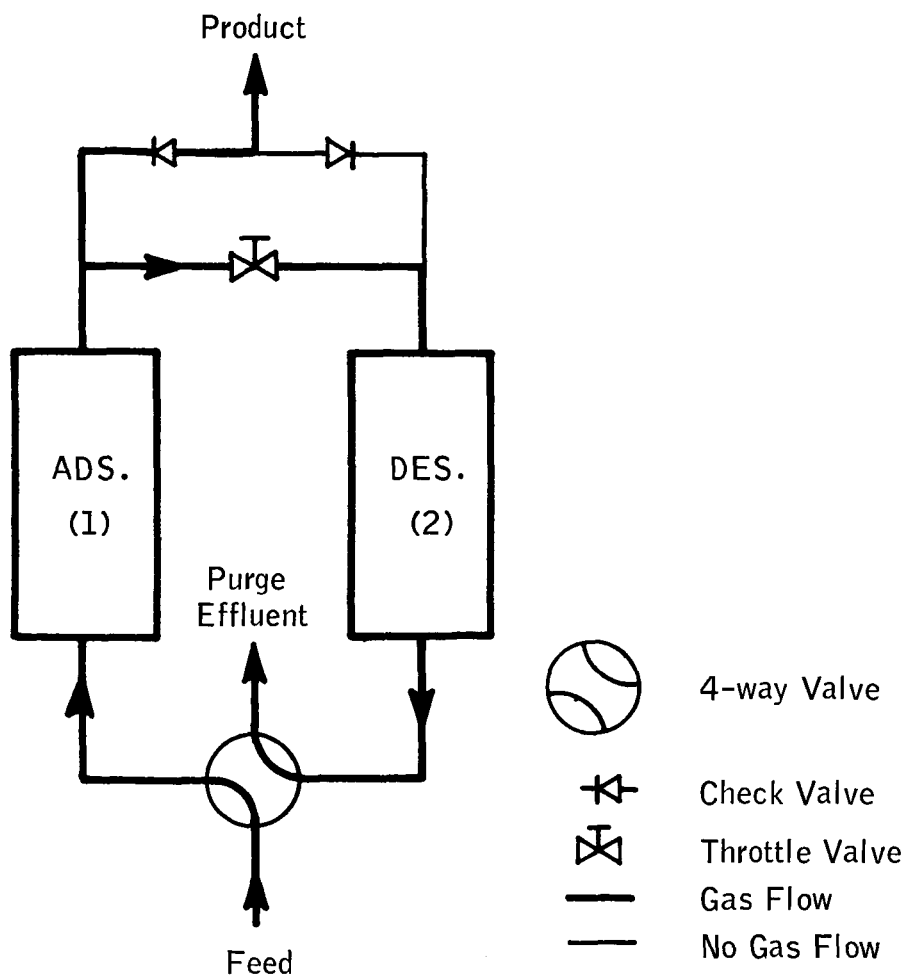 Product
ADS.
(1)
DES.
(2)
Purge
Effluent
Feed
4-way Valve
Check Valve
Throttle Valve
Gas Flow
No Gas Flow